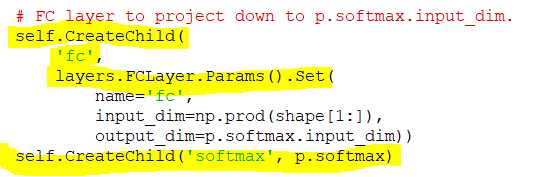 # FC layer to project down to p.softmax.input_dim.
self.CreateChild(
'fc',
layers.FCLayer.Params().Set(
name='fc',
input_dim=np.prod(shape[1:]),
output_dim=p.softmax.input_dim))
self.CreateChild('softmax', p.softmax)